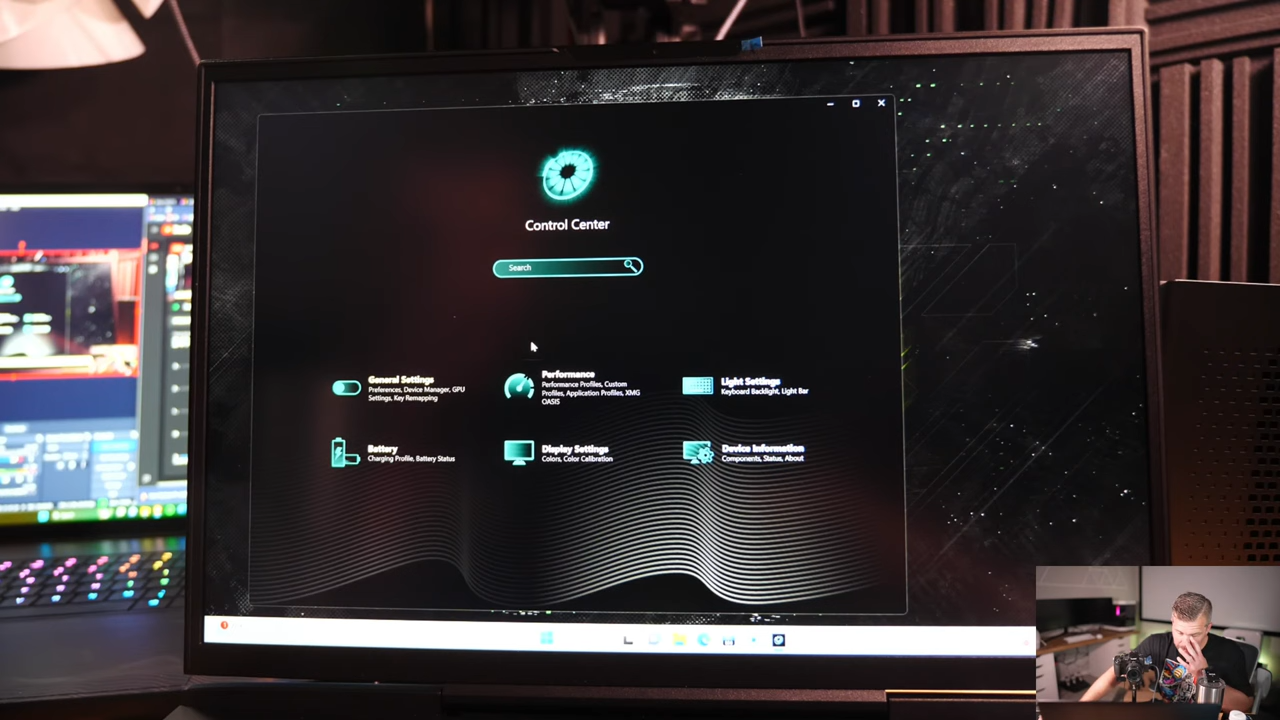 Control Center
Search
General Settings
Preferences, Device Manager, GPU
Settings, Key Remapping
Performance
Performance Profiles, Custom
Profiles, Application Profiles, XMG
OASIS
Light Settings
Keyboard Backlight, Light Bar
Battery
Charging Profile, Battery Status
Display Settings
Colors, Color Calibration
Device Information
Components, Status, About